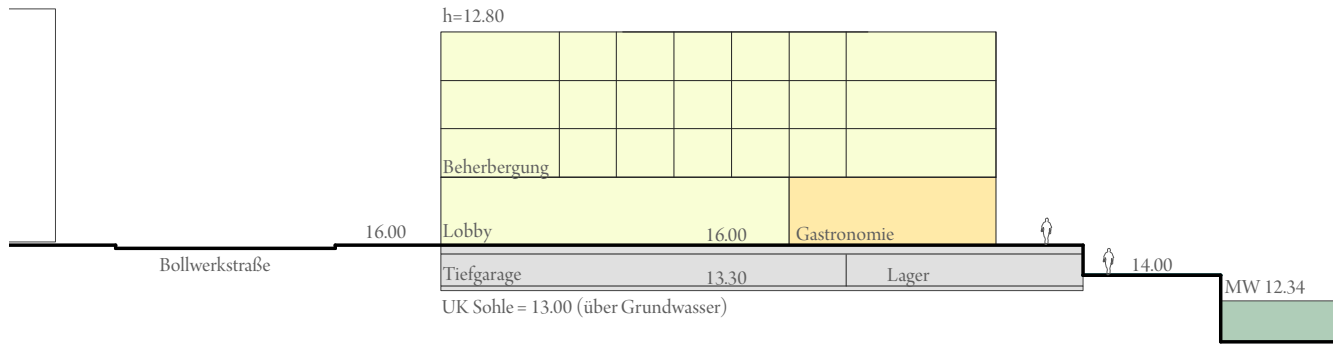 h=12.80
Beherbergung
16.00
Lobby
16.00
Gastronomie
Bollwerkstraße
Tiefgarage
13.30
Lager
14.00
MW 12.34
UK Sohle = 13.00 (über Grundwasser)